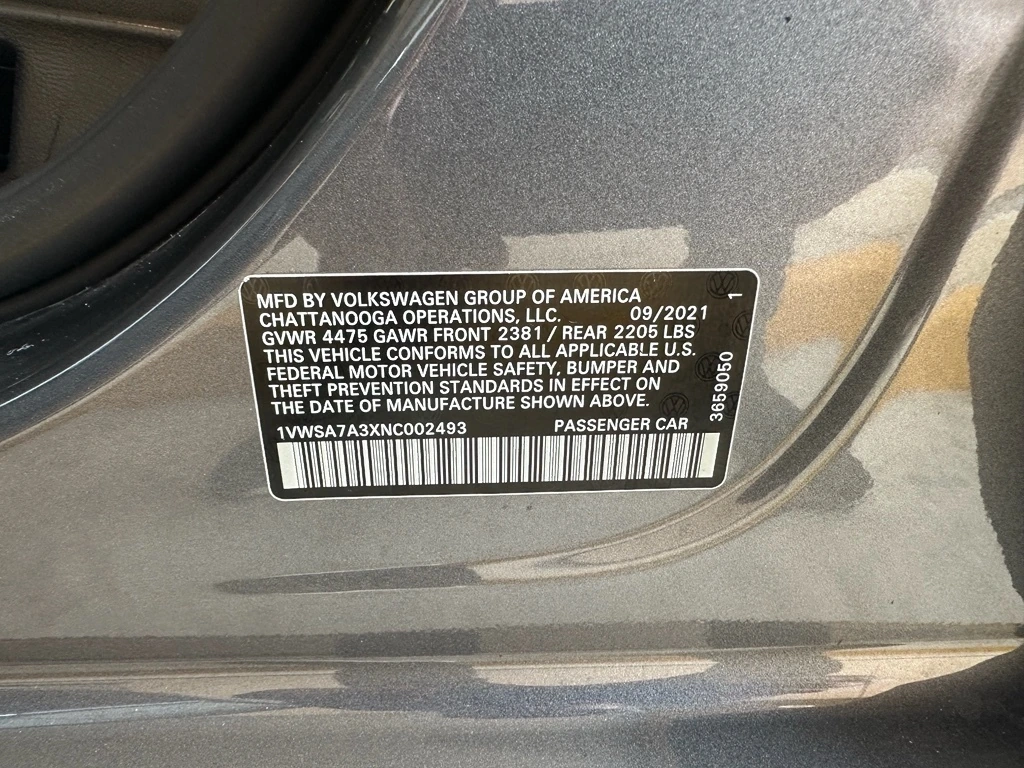 MFD BY VOLKSWAGEN GROUP OF AMERICA
CHATTANOOGA OPERATIONS, LLC. 09/2021
GVWR 4475 GAWR FRONT 2381 / REAR 2205 LBS
THIS VEHICLE CONFORMS TO ALL APPLICABLE U.S.
FEDERAL MOTOR VEHICLE SAFETY, BUMPER AND
THEFT PREVENTION STANDARDS IN EFFECT ON
THE DATE OF MANUFACTURE SHOWN ABOVE.
1VWSA7A3XNC002493 PASSENGER CAR
3659050 1